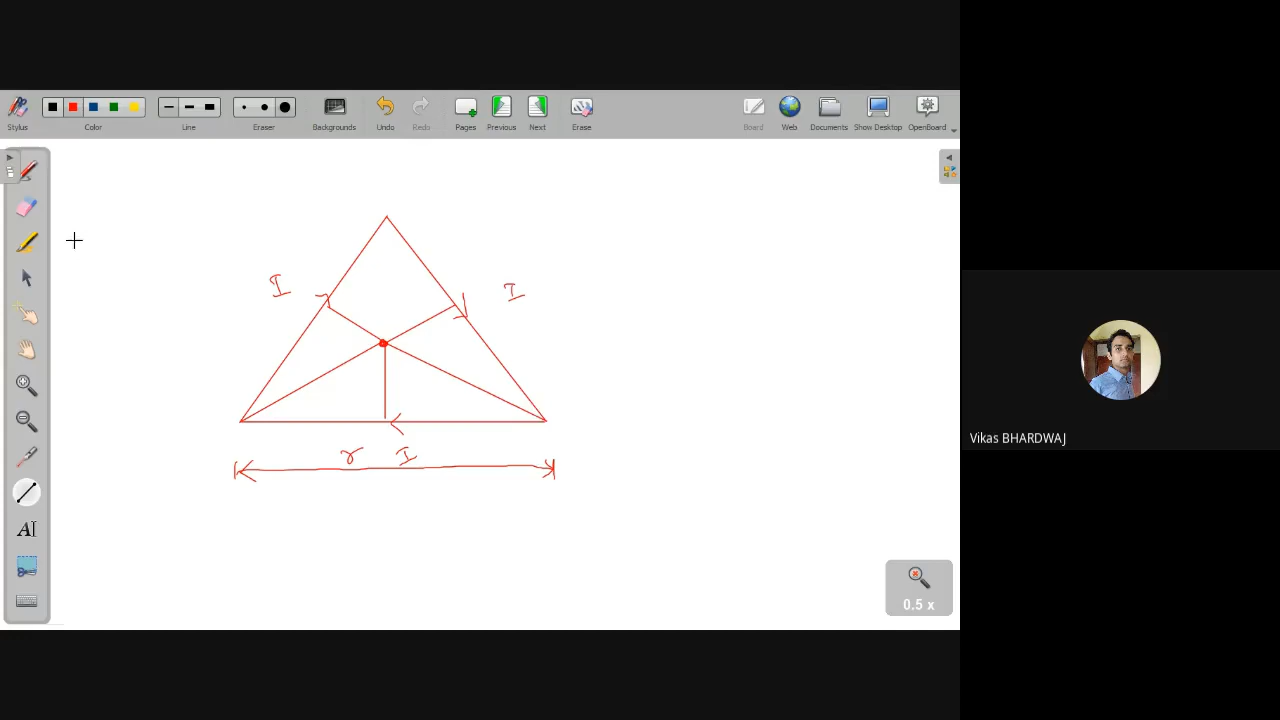 Stylus Color Line Eraser Backgrounds Undo Redo Pages Previous Next Erase Board Web Documents Show Desktop OpenBoard
I I
r I
AI
0.5 x
Vikas BHARDWAJ